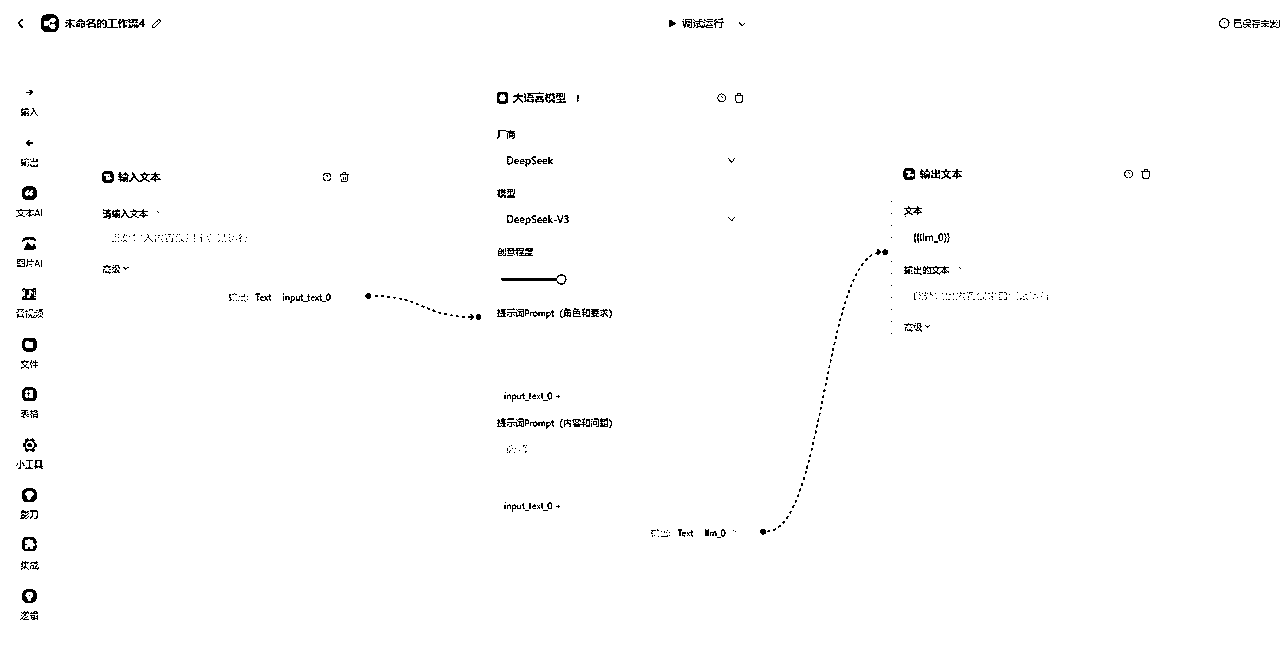 未命名的工作流4
调试运行
已保存未发
输入
输出
文本AI
图片AI
音视频
文件
表格
小工具
影刀
集成
逻辑
输入文本
请输入文本
高级
输出: Text input_text_0
大语言模型
厂商
DeepSeek
模型
DeepSeek-V3
创意程度
提示词Prompt（角色和要求）
input_text_0 +
提示词Prompt（内容和问题）
input_text_0 +
输出: Text llm_0
输出文本
文本
{{llm_0}}
输出的文本
高级